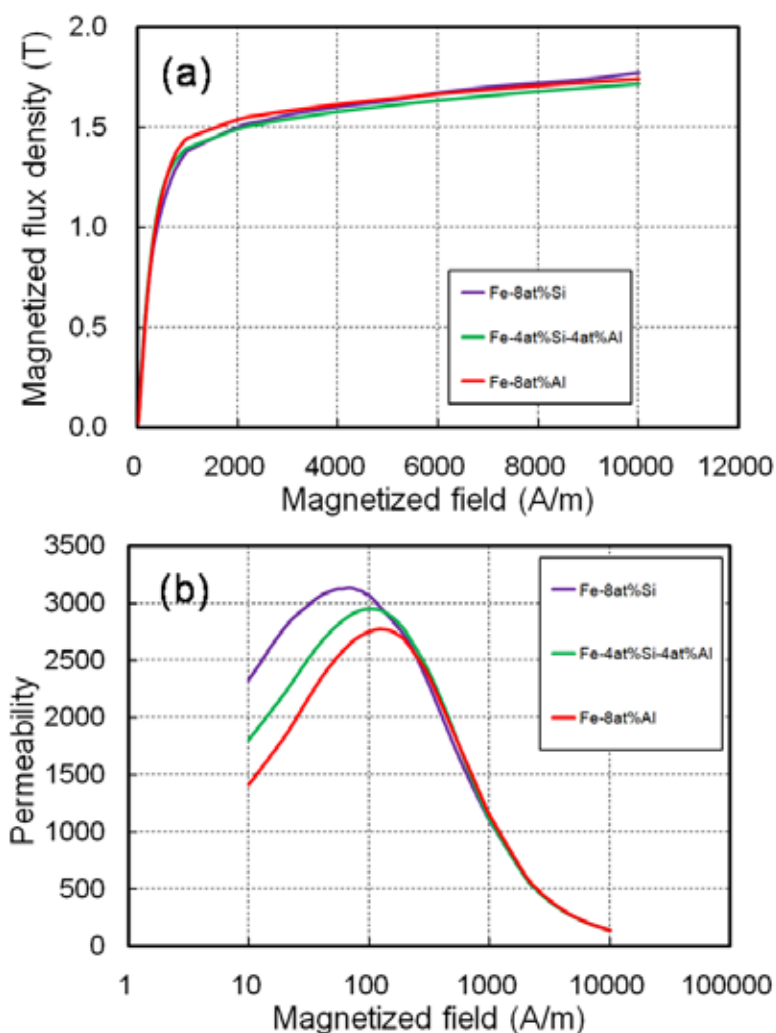 (a)
Magnetized flux density (T)
2.0
1.5
1.0
0.5
0.0
Fe-8at%Si
Fe-4at%Si-4at%Al
Fe-8at%Al
0 2000 4000 6000 8000 10000 12000
Magnetized field (A/m)
(b)
Permeability
3500
3000
2500
2000
1500
1000
500
0
Fe-8at%Si
Fe-4at%Si-4at%Al
Fe-8at%Al
1 10 100 1000 10000 100000
Magnetized field (A/m)